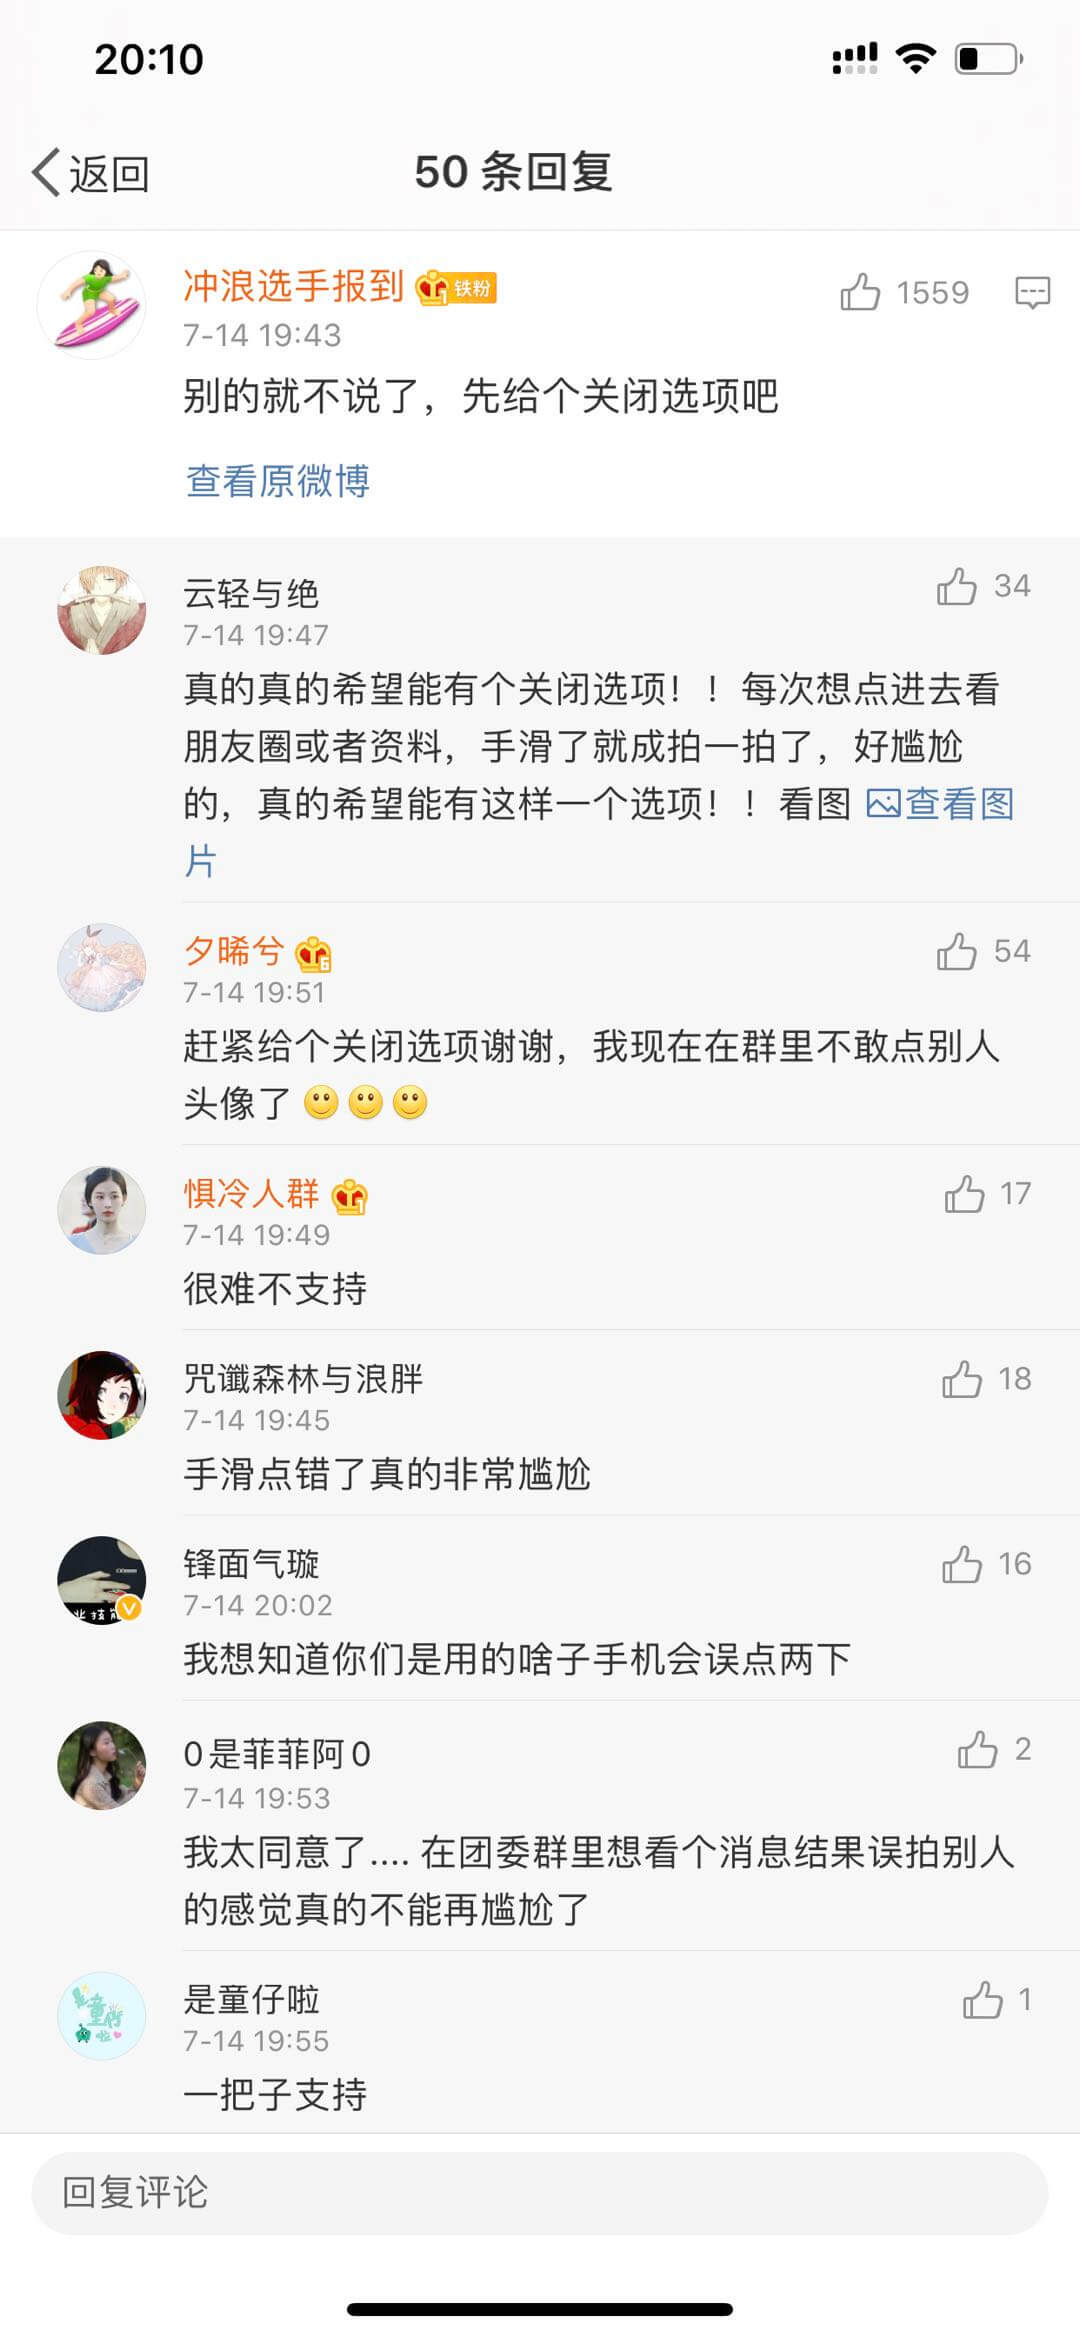 20:10
返回
50 条回复
冲浪选手报到
1
铁粉
1559
7-14 19:43
别的就不说了，先给个关闭选项吧
查看原微博
云轻与绝
34
7-14 19:47
真的真的希望能有个关闭选项！！每次想点进去看
朋友圈或者资料，手滑了就成拍一拍了，好尴尬
的，真的希望能有这样一个选项！！看图 查看图
片
夕晞兮
6
54
7-14 19:51
赶紧给个关闭选项谢谢，我现在在群里不敢点别人
头像了
惧冷人群
1
17
7-14 19:49
很难不支持
咒谶森林与浪胖
18
7-14 19:45
手滑点错了真的非常尴尬
锋面气璇
16
7-14 20:02
我想知道你们是用的啥子手机会误点两下
0是菲菲阿0
2
7-14 19:53
我太同意了.... 在团委群里想看个消息结果误拍别人
的感觉真的不能再尴尬了
是童仔啦
是童仔啦
1
7-14 19:55
一把子支持
回复评论